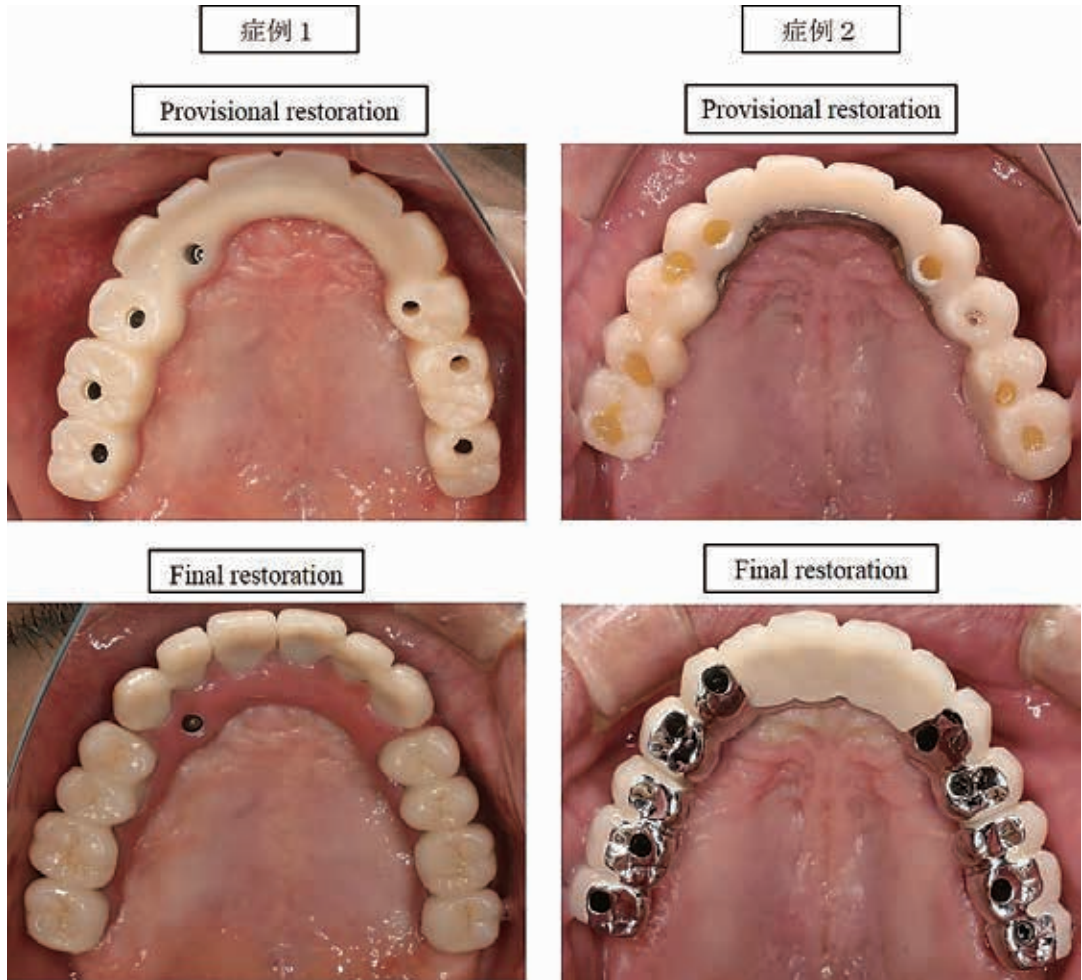 症例 1
症例 2
Provisional restoration
Provisional restoration
Final restoration
Final restoration